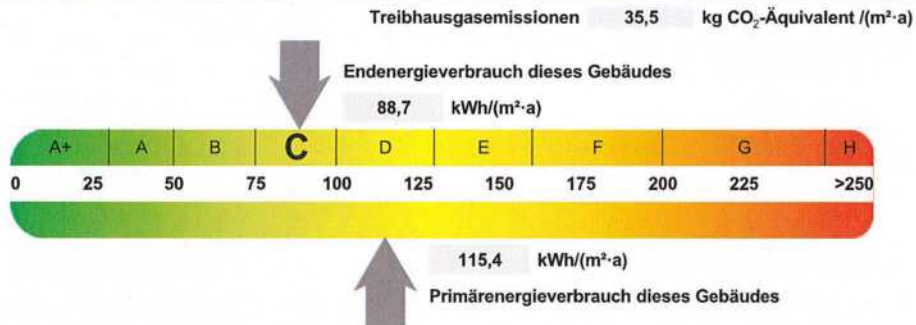 Treibhausgasemissionen 35,5 kg CO₂-Äquivalent /(m²·a)
Endenergieverbrauch dieses Gebäudes
88,7 kWh/(m²·a)
A+ A B C D E F G H
0 25 50 75 100 125 150 175 200 225 >250
115,4 kWh/(m²·a)
Primärenergieverbrauch dieses Gebäudes